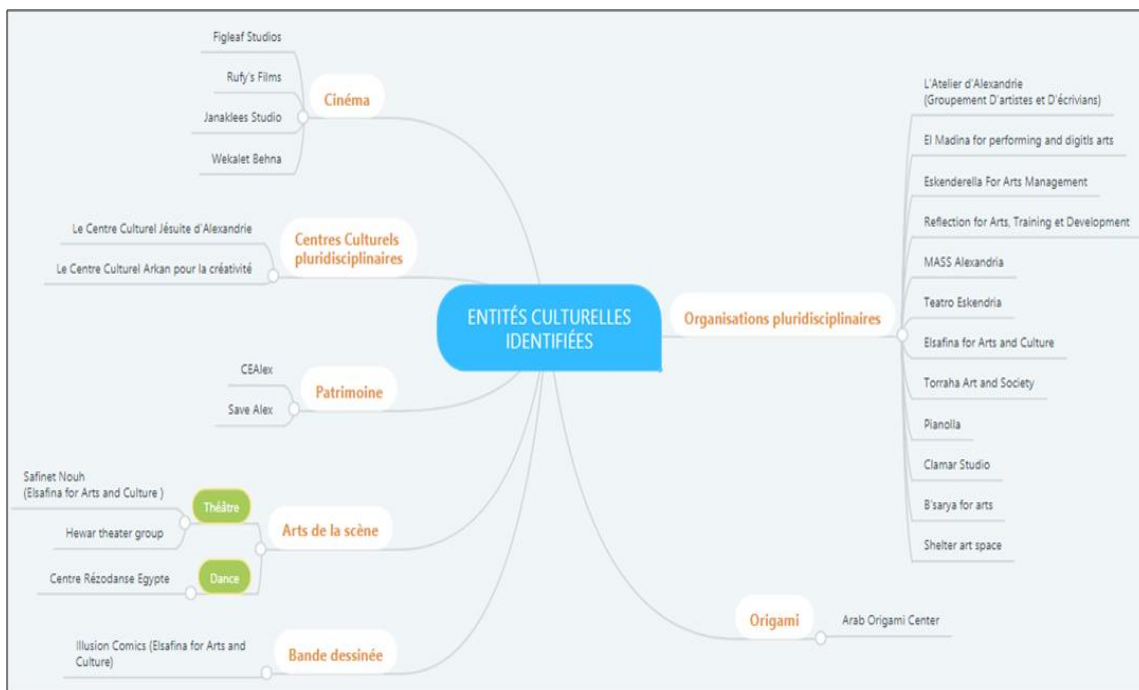 ENTITÉS CULTURELLES
IDENTIFIÉES
Cinéma
Figleaf Studios
Rufy's Films
Janaklees Studio
Wekalet Behna
Centres Culturels
pluridisciplinaires
Le Centre Culturel Jésuite d'Alexandrie
Le Centre Culturel Arkan pour la créativité
Patrimoine
CEAlex
Save Alex
Arts de la scène
Théâtre
Safinet Nouh
(Elsafina for Arts and Culture )
Hewar theater group
Dance
Centre Rézodanse Egypte
Bande dessinée
Illusion Comics (Elsafina for Arts and
Culture)
Organisations pluridisciplinaires
L'Atelier d'Alexandrie
(Groupement D'artistes et D'écrivians)
El Madina for performing and digitls arts
Eskenderella For Arts Management
Reflection for Arts, Training et Development
MASS Alexandria
Teatro Eskendria
Elsafina for Arts and Culture
Torraha Art and Society
Pianolla
Clamar Studio
B'sarya for arts
Shelter art space
Origami
Arab Origami Center